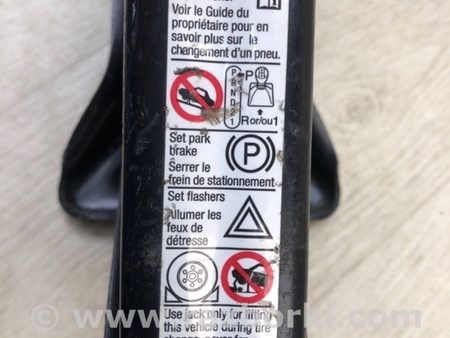 Voir le Guide du
propriétaire pour en
savoir plus sur le
changement d'un pneu.
P
R
N
D
2
1
P
R or/ou 1
Set park
brake
Serrer le
frein de stationnement
P
Set flashers
Allumer les
feux de
détresse
Use jack only for lifting
this vehicle during tire